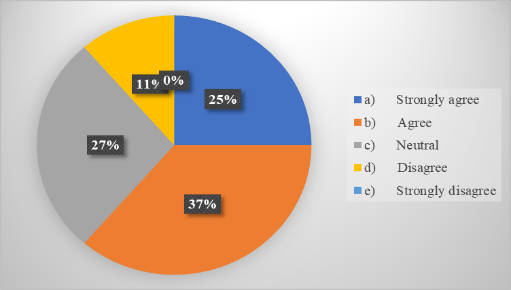 11%
0%
25%
27%
37%
a) Strongly agree
b) Agree
c) Neutral
d) Disagree
e) Strongly disagree